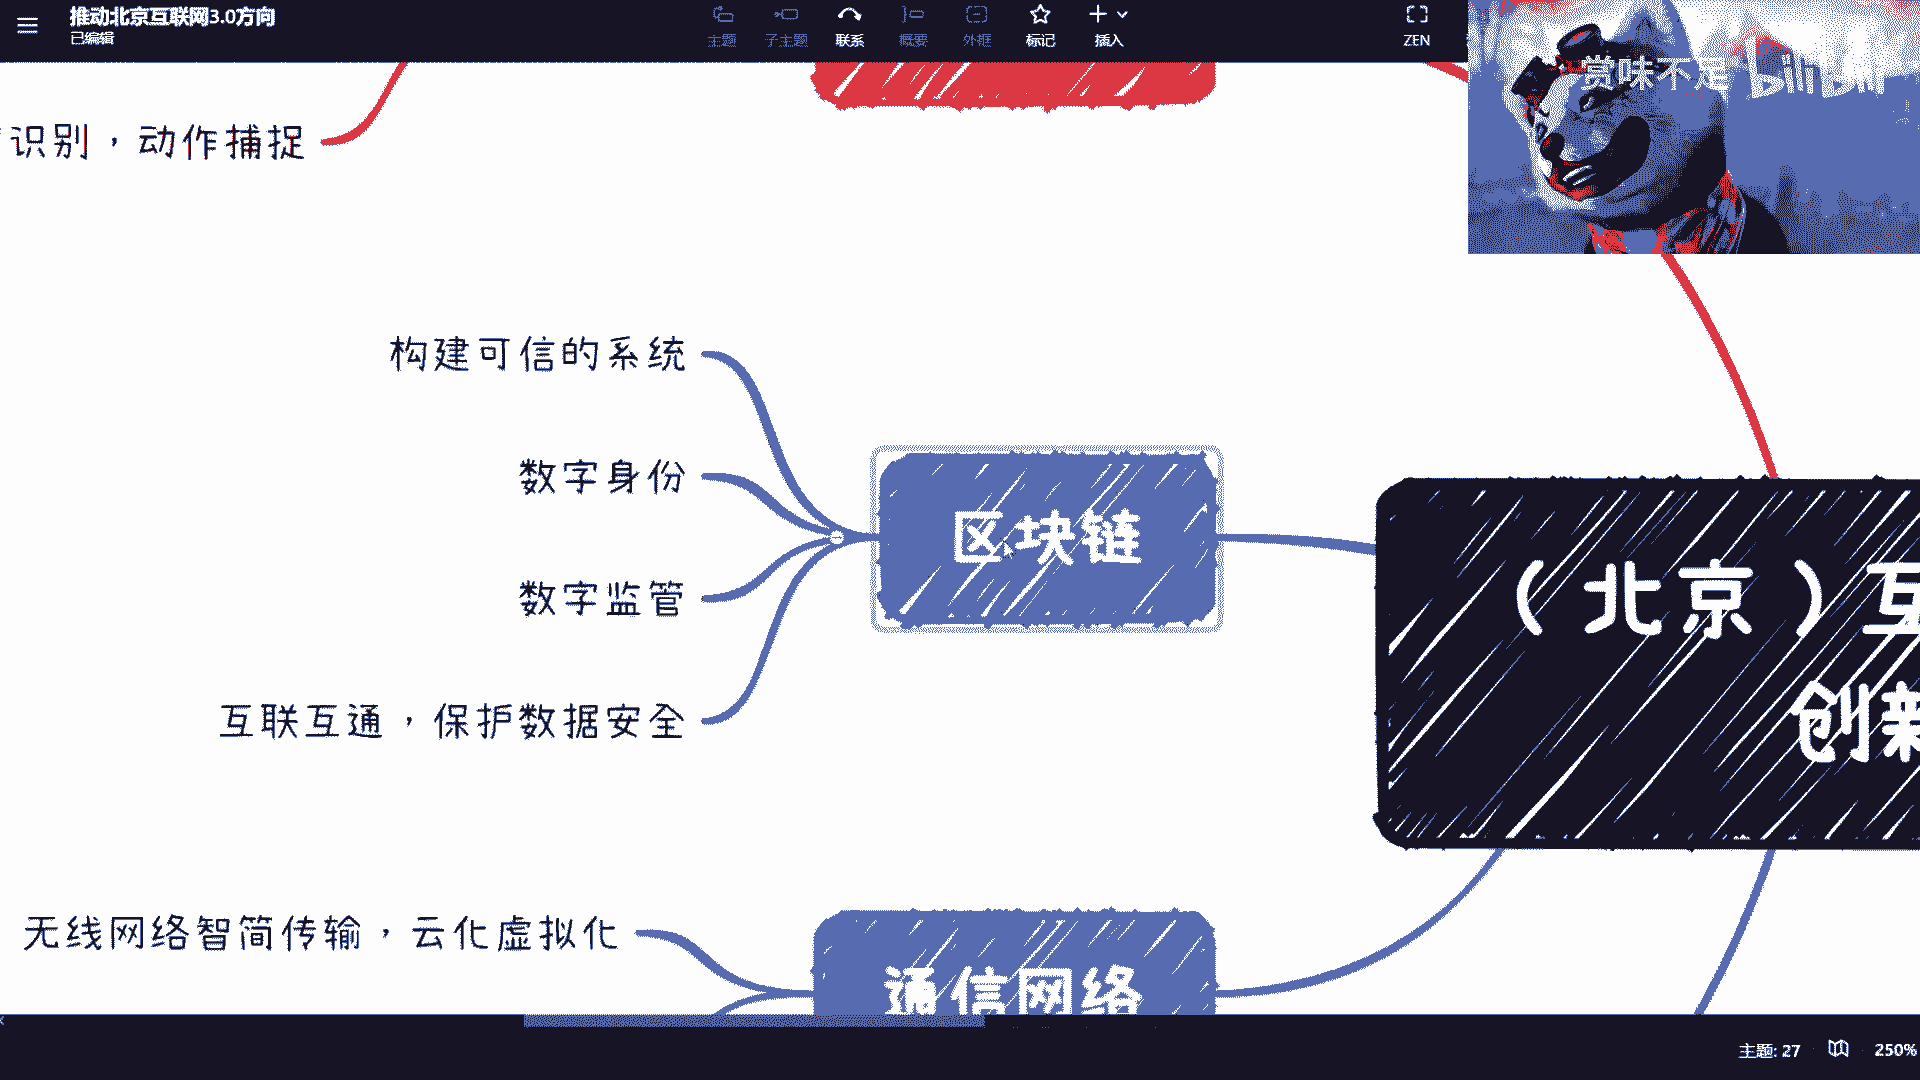 推动北京互联网3.0方向
已编辑
主题
子主题
联系
概要
外框
标记
插入
ZEN
赏味不足
bilibili
识别，动作捕捉
构建可信的系统
数字身份
数字监管
互联互通，保护数据安全
区块链
（北京）互
创新
无线网络智简传输，云化虚拟化
通信网络
主题: 27
250%